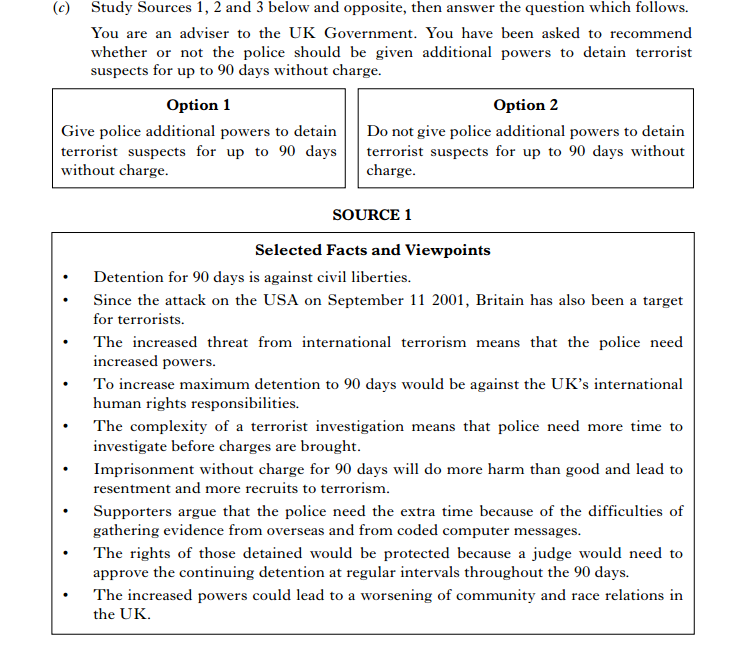 (c) Study Sources 1, 2 and 3 below and opposite, then answer the question which follows.
You are an adviser to the UK Government. You have been asked to recommend
whether or not the police should be given additional powers to detain terrorist
suspects for up to 90 days without charge.
Option 1
Give police additional powers to detain
terrorist suspects for up to 90 days
without charge.
Option 2
Do not give police additional powers to detain
terrorist suspects for up to 90 days without
charge.
SOURCE 1
Selected Facts and Viewpoints
• Detention for 90 days is against civil liberties.
• Since the attack on the USA on September 11 2001, Britain has also been a target
for terrorists.
• The increased threat from international terrorism means that the police need
increased powers.
• To increase maximum detention to 90 days would be against the UK's international
human rights responsibilities.
• The complexity of a terrorist investigation means that police need more time to
investigate before charges are brought.
• Imprisonment without charge for 90 days will do more harm than good and lead to
resentment and more recruits to terrorism.
• Supporters argue that the police need the extra time because of the difficulties of
gathering evidence from overseas and from coded computer messages.
• The rights of those detained would be protected because a judge would need to
approve the continuing detention at regular intervals throughout the 90 days.
• The increased powers could lead to a worsening of community and race relations in
the UK.